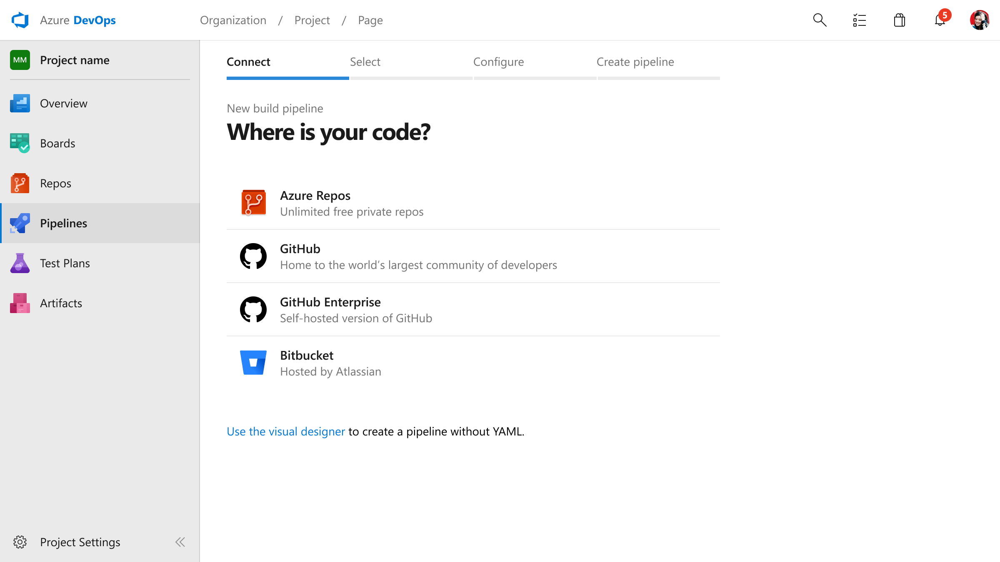 Azure DevOps
Organization / Project / Page
5
MM
Project name
Overview
Boards
Repos
Pipelines
Test Plans
Artifacts
Project Settings
Connect
Select
Configure
Create pipeline
New build pipeline
Where is your code?
Azure Repos
Unlimited free private repos
GitHub
Home to the world’s largest community of developers
GitHub Enterprise
Self-hosted version of GitHub
Bitbucket
Hosted by Atlassian
Use the visual designer to create a pipeline without YAML.